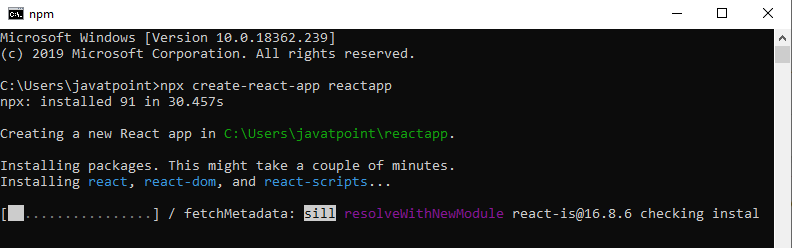 npm
Microsoft Windows [Version 10.0.18362.239]
(c) 2019 Microsoft Corporation. All rights reserved.
C:\Users\javatpoint>npx create-react-app reactapp
npx: installed 91 in 30.457s
Creating a new React app in C:\Users\javatpoint\reactapp.
Installing packages. This might take a couple of minutes.
Installing react, react-dom, and react-scripts...
[  ................] / fetchMetadata: sill resolveWithNewModule react-is@16.8.6 checking instal